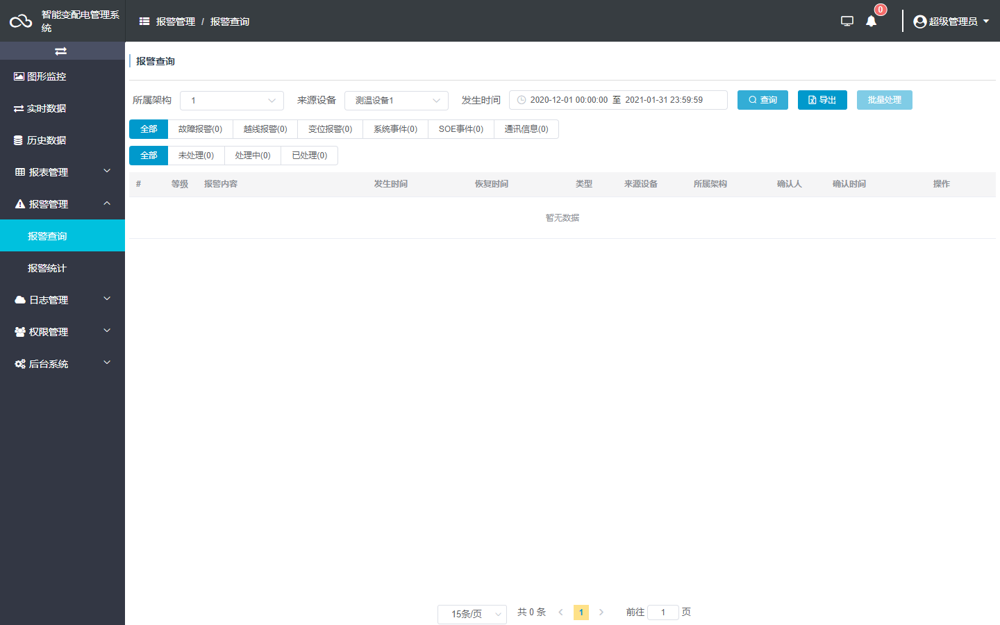 智能变配电管理系
统
报警管理 / 报警查询
0
超级管理员
图形监控
实时数据
历史数据
报表管理
报警管理
报警查询
报警统计
日志管理
权限管理
后台系统
报警查询
所属架构 1 来源设备 测温设备1 发生时间 2020-12-01 00:00:00 至 2021-01-31 23:59:59 查询 导出 批量处理
全部 故障报警(0) 越线报警(0) 变位报警(0) 系统事件(0) SOE事件(0) 通讯信息(0)
全部 未处理(0) 处理中(0) 已处理(0)
# 等级 报警内容 发生时间 恢复时间 类型 来源设备 所属架构 确认人 确认时间 操作
暂无数据
15条/页 共 0 条 1 前往 1 页